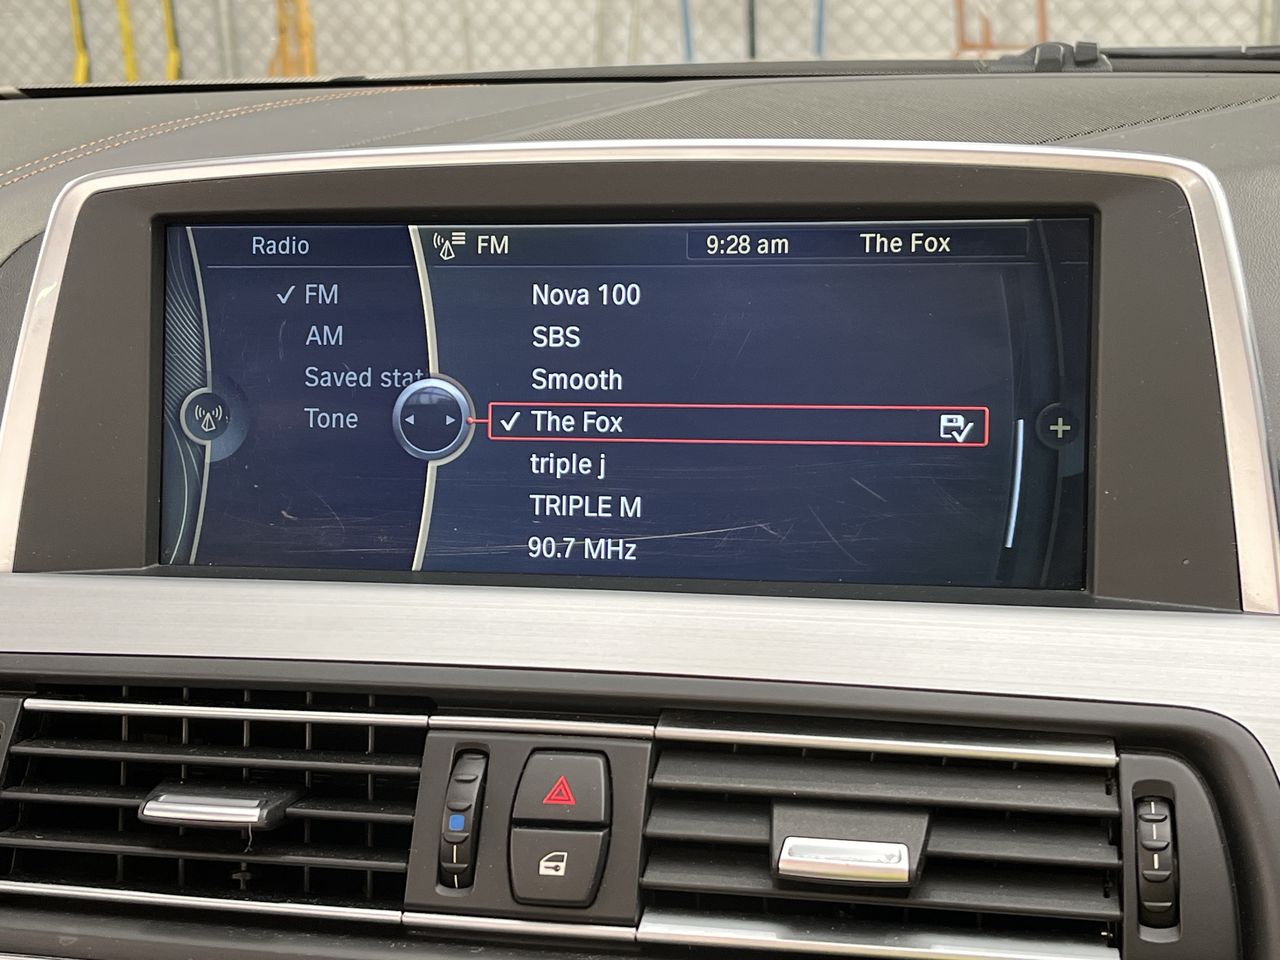 Radio
FM
9:28 am
The Fox
FM
AM
Saved stat
Tone
Nova 100
SBS
Smooth
The Fox
triple j
TRIPLE M
90.7 MHz